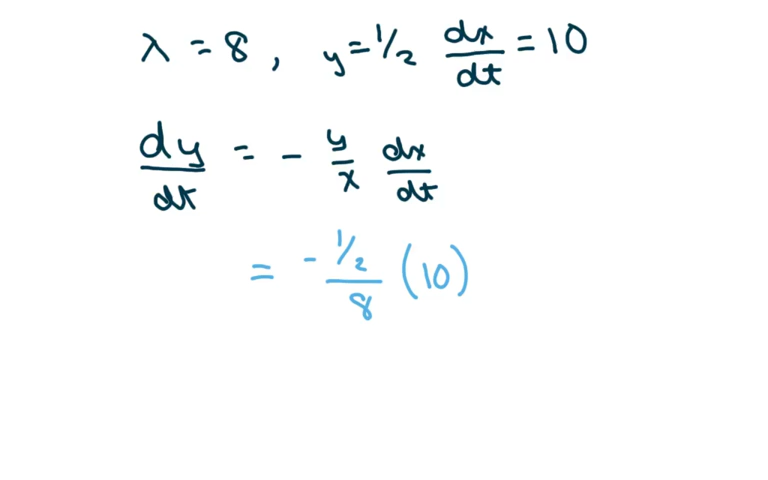 λ = 8, y = 1/2 dx/dt = 10
dy/dt = - y/x dx/dt
= (-1/2)/8 (10)